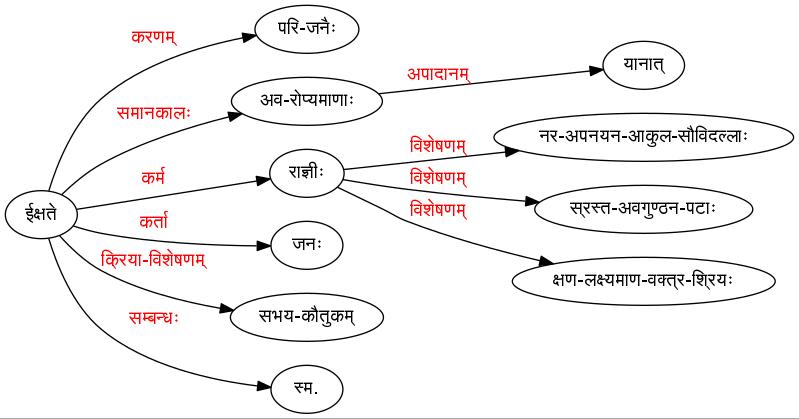 परि-जनैः
करणम्
यानात्
अपादानम्
अव-रोप्यमाणाः
समानकालः
नर-अपनयन-आकुल-सौविदल्लाः
विशेषणम्
राज्ञीः
विशेषणम्
कर्म
स्रस्त-अवगुण्ठन-पटाः
विशेषणम्
ईक्षते
कर्ता
जनः
क्रिया-विशेषणम्
क्षण-लक्ष्यमाण-वक्त्र-श्रियः
सभय-कौतुकम्
सम्बन्धः
स्म.